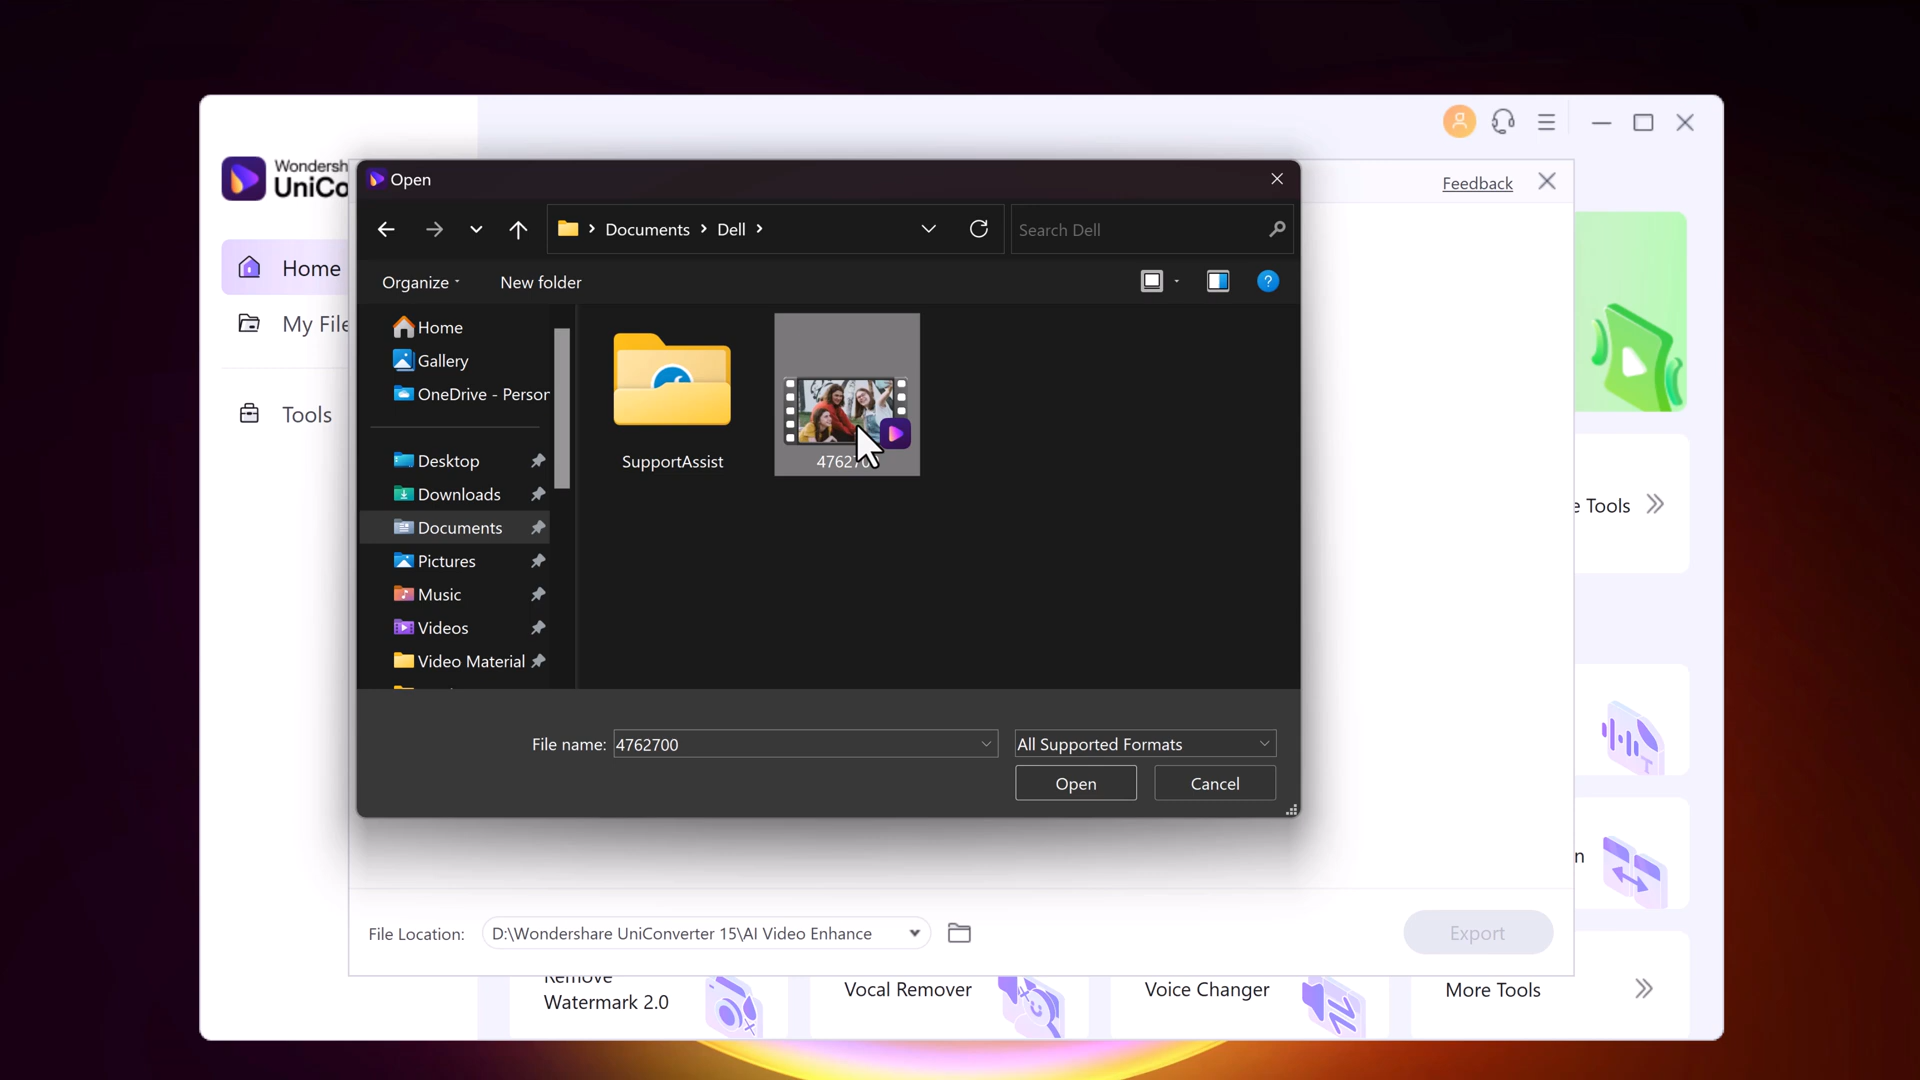 Wondersh
UniCo
Home
My File
Tools
Feedback
Open
Documents
Dell
Search Dell
Organize
New folder
Home
Gallery
OneDrive - Person
Desktop
Downloads
Documents
Pictures
Music
Videos
Video Material
SupportAssist
File name:
4762700
All Supported Formats
Open
Cancel
e Tools
n
File Location:
D:\Wondershare UniConverter 15\AI Video Enhance
Export
Remove
Watermark 2.0
Vocal Remover
Voice Changer
More Tools